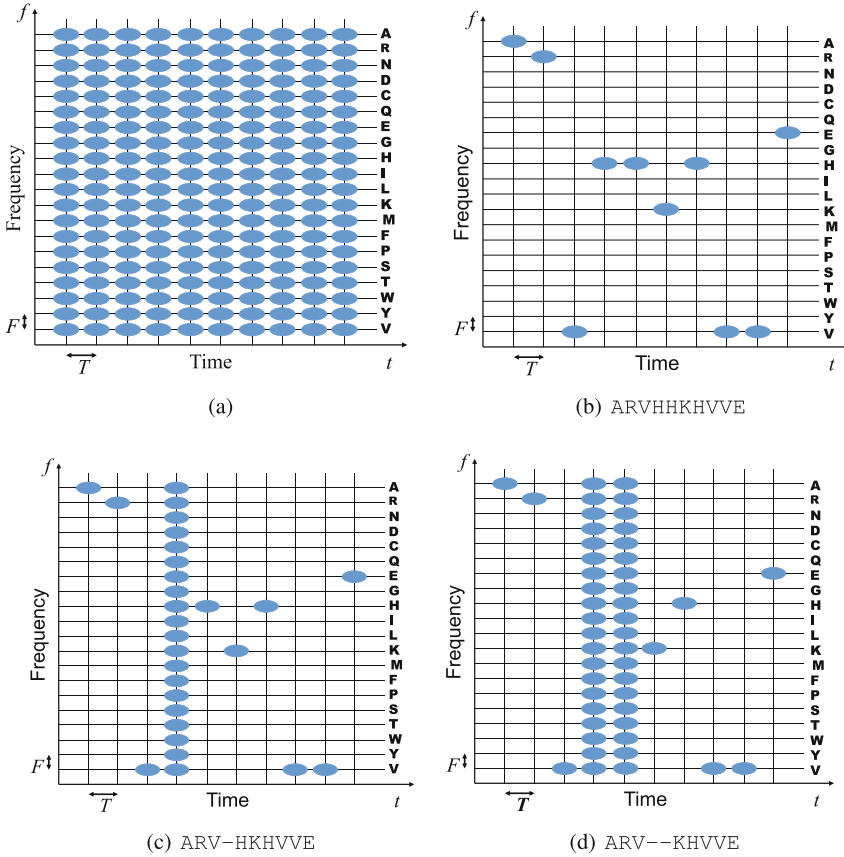 f
Frequency
A
R
N
D
C
Q
E
G
H
I
L
K
M
F
P
S
T
W
Y
V
F
T
Time
t
(a)
f
Frequency
A
R
N
D
C
Q
E
G
H
I
L
K
M
F
P
S
T
W
Y
V
F
T
Time
t
(b) ARVHHKHVVE
f
Frequency
A
R
N
D
C
Q
E
G
H
I
L
K
M
F
P
S
T
W
Y
V
F
T
Time
t
(c) ARV-HKHVVE
f
Frequency
A
R
N
D
C
Q
E
G
H
I
L
K
M
F
P
S
T
W
Y
V
F
T
Time
t
(d) ARV--KHVVE